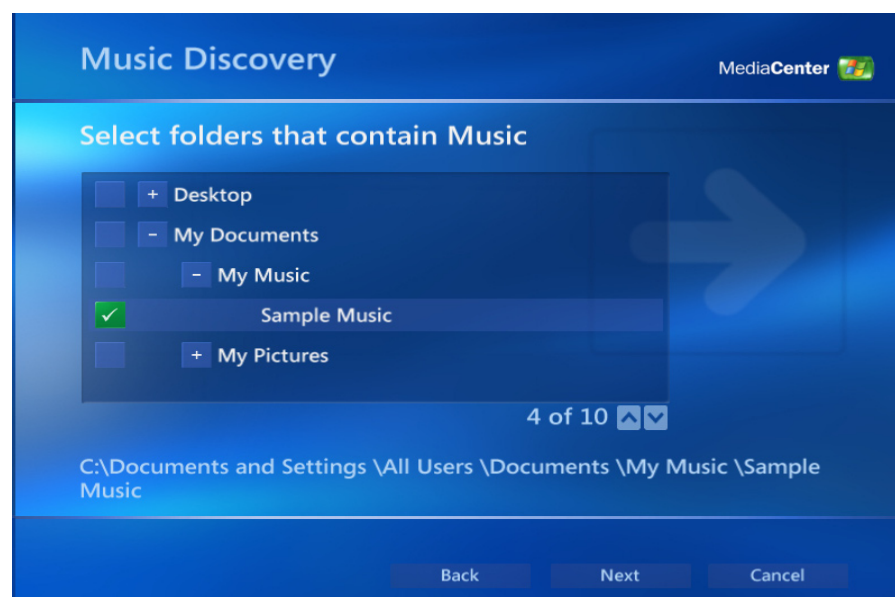 Music Discovery
MediaCenter
Select folders that contain Music
+ Desktop
- My Documents
- My Music
✓ Sample Music
+ My Pictures
4 of 10
C:\Documents and Settings \All Users \Documents \My Music \Sample
Music
Back Next Cancel